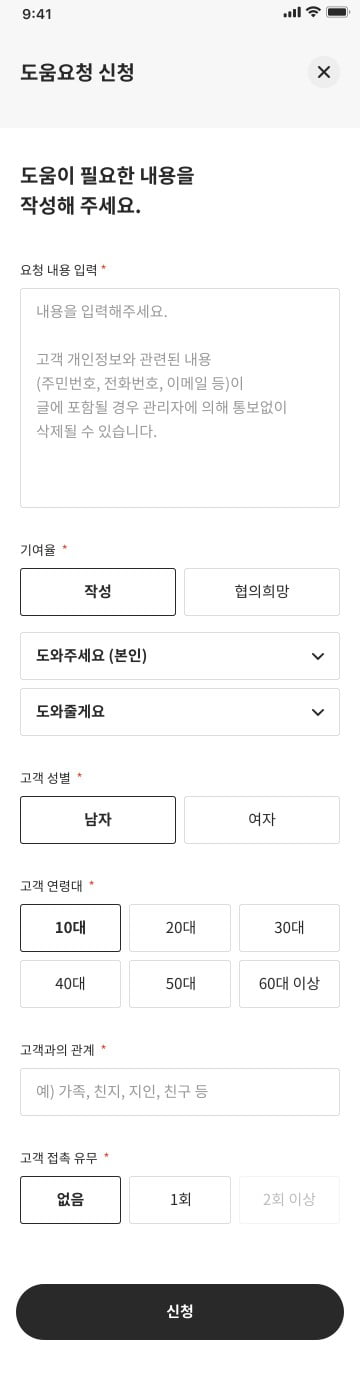 9:41
도움요청 신청
도움이 필요한 내용을
작성해 주세요.
요청 내용 입력 *
내용을 입력해주세요.
고객 개인정보와 관련된 내용
(주민번호, 전화번호, 이메일 등)이
글에 포함될 경우 관리자에 의해 통보없이
삭제될 수 있습니다.
기여율 *
작성 협의희망
도와주세요 (본인)
도와줄게요
고객 성별 *
남자 여자
고객 연령대 *
10대 20대 30대
40대 50대 60대 이상
고객과의 관계 *
예) 가족, 친지, 지인, 친구 등
고객 접촉 유무 *
없음 1회 2회 이상
신청